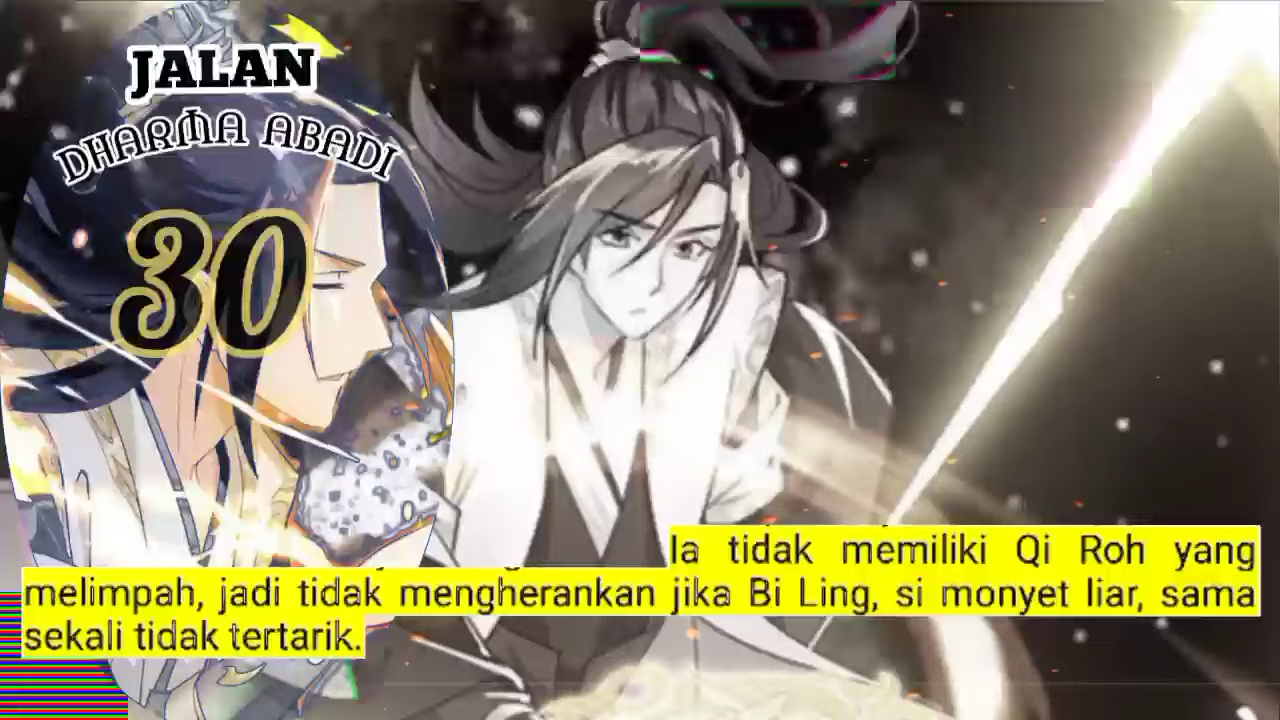 JALAN
DHARMA ABADI
30
Ia tidak memiliki Qi Roh yang
melimpah, jadi tidak mengherankan jika Bi Ling, si monyet liar, sama
sekali tidak tertarik.